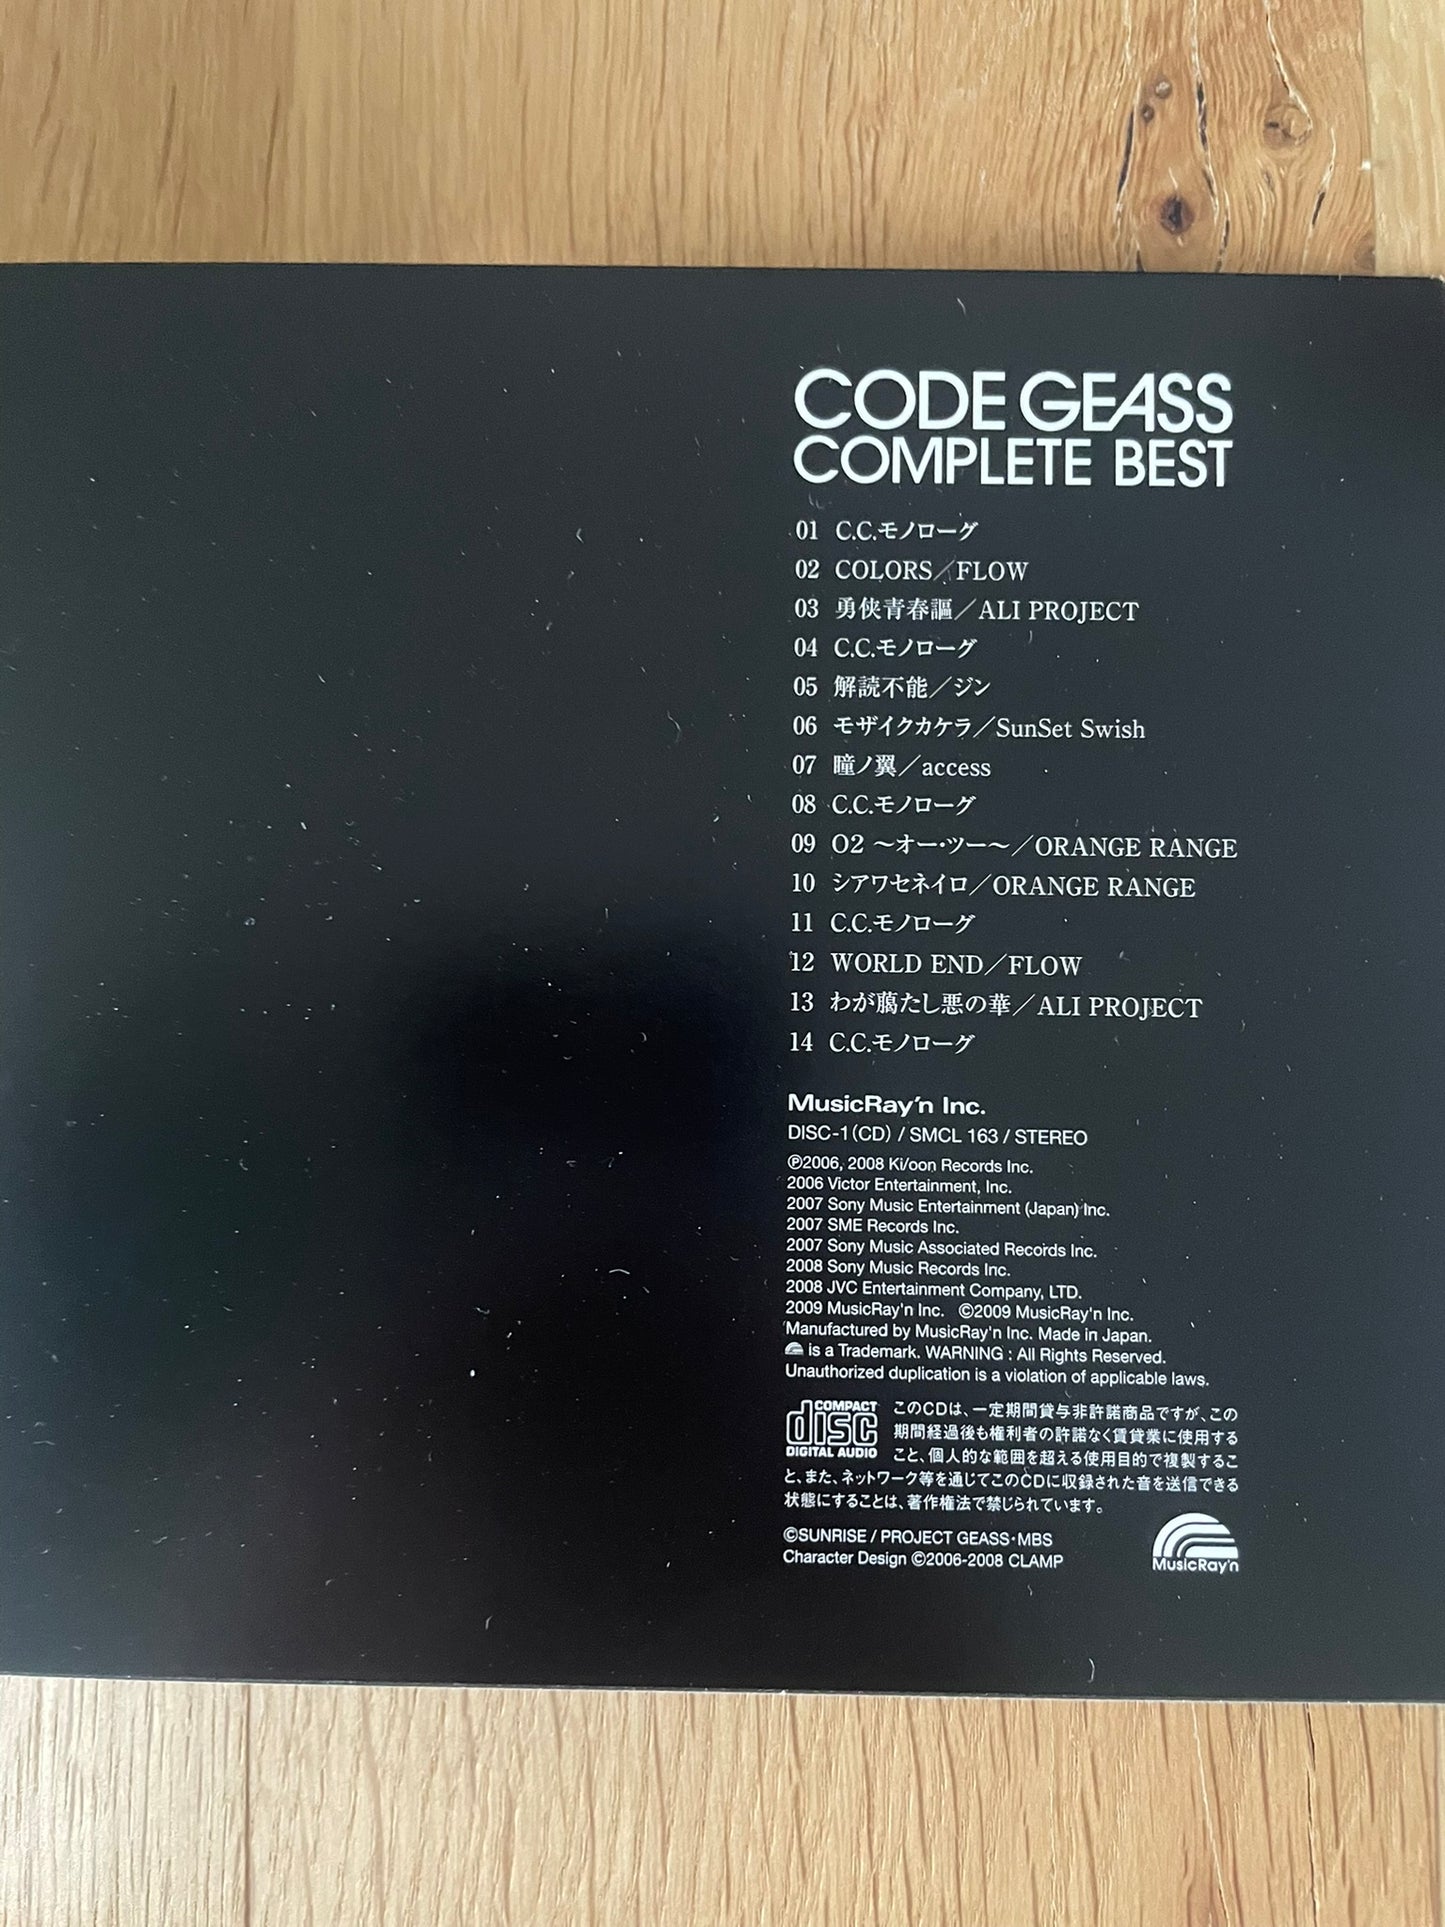 CODE GEASS
COMPLETE BEST
01 C.C.モノローグ
02 COLORS／FLOW
03 勇侠青春謳／ALI PROJECT
04 C.C.モノローグ
05 解読不能／ジン
06 モザイクカケラ／SunSet Swish
07 瞳ノ翼／access
08 C.C.モノローグ
09 O2 〜オー・ツー〜／ORANGE RANGE
10 シアワセネイロ／ORANGE RANGE
11 C.C.モノローグ
12 WORLD END／FLOW
13 わが﨟たし悪の華／ALI PROJECT
14 C.C.モノローグ
MusicRay'n Inc.
DISC-1（CD） / SMCL 163 / STEREO
℗2006, 2008 Ki/oon Records Inc.
2006 Victor Entertainment, Inc.
2007 Sony Music Entertainment (Japan) Inc.
2007 SME Records Inc.
2007 Sony Music Associated Records Inc.
2008 Sony Music Records Inc.
2008 JVC Entertainment Company, LTD.
2009 MusicRay'n Inc. ©2009 MusicRay'n Inc.
Manufactured by MusicRay'n Inc. Made in Japan.
is a Trademark. WARNING : All Rights Reserved.
Unauthorized duplication is a violation of applicable laws.
COMPACT
disc
DIGITAL AUDIO
このCDは、一定期間貸与非許諾商品ですが、この
期間経過後も権利者の許諾なく賃貸業に使用する
こと、個人的な範囲を超える使用目的で複製するこ
と、また、ネットワーク等を通じてこのCDに収録された音を送信できる
状態にすることは、著作権法で禁じられています。
©SUNRISE / PROJECT GEASS・MBS
Character Design ©2006-2008 CLAMP
MusicRay'n